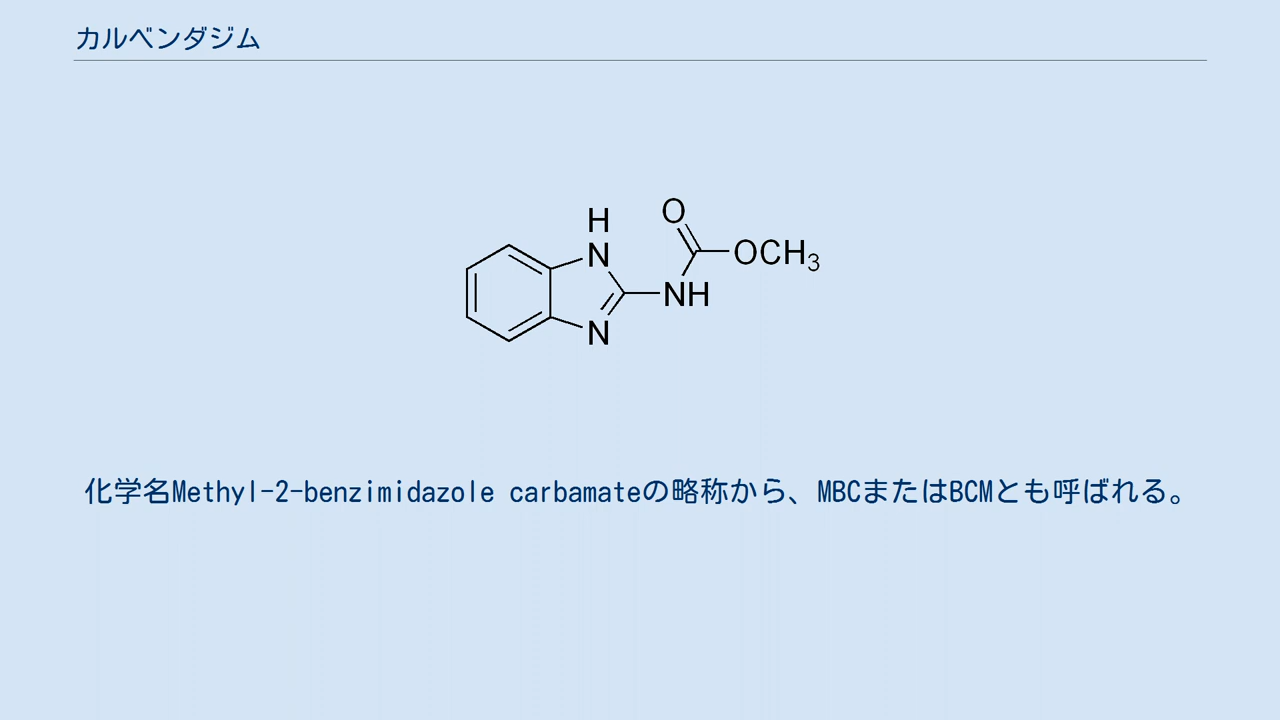 カルベンダジム
H
N
N
NH
O
OCH₃
化学名Methyl-2-benzimidazole carbamateの略称から、MBCまたはBCMとも呼ばれる。